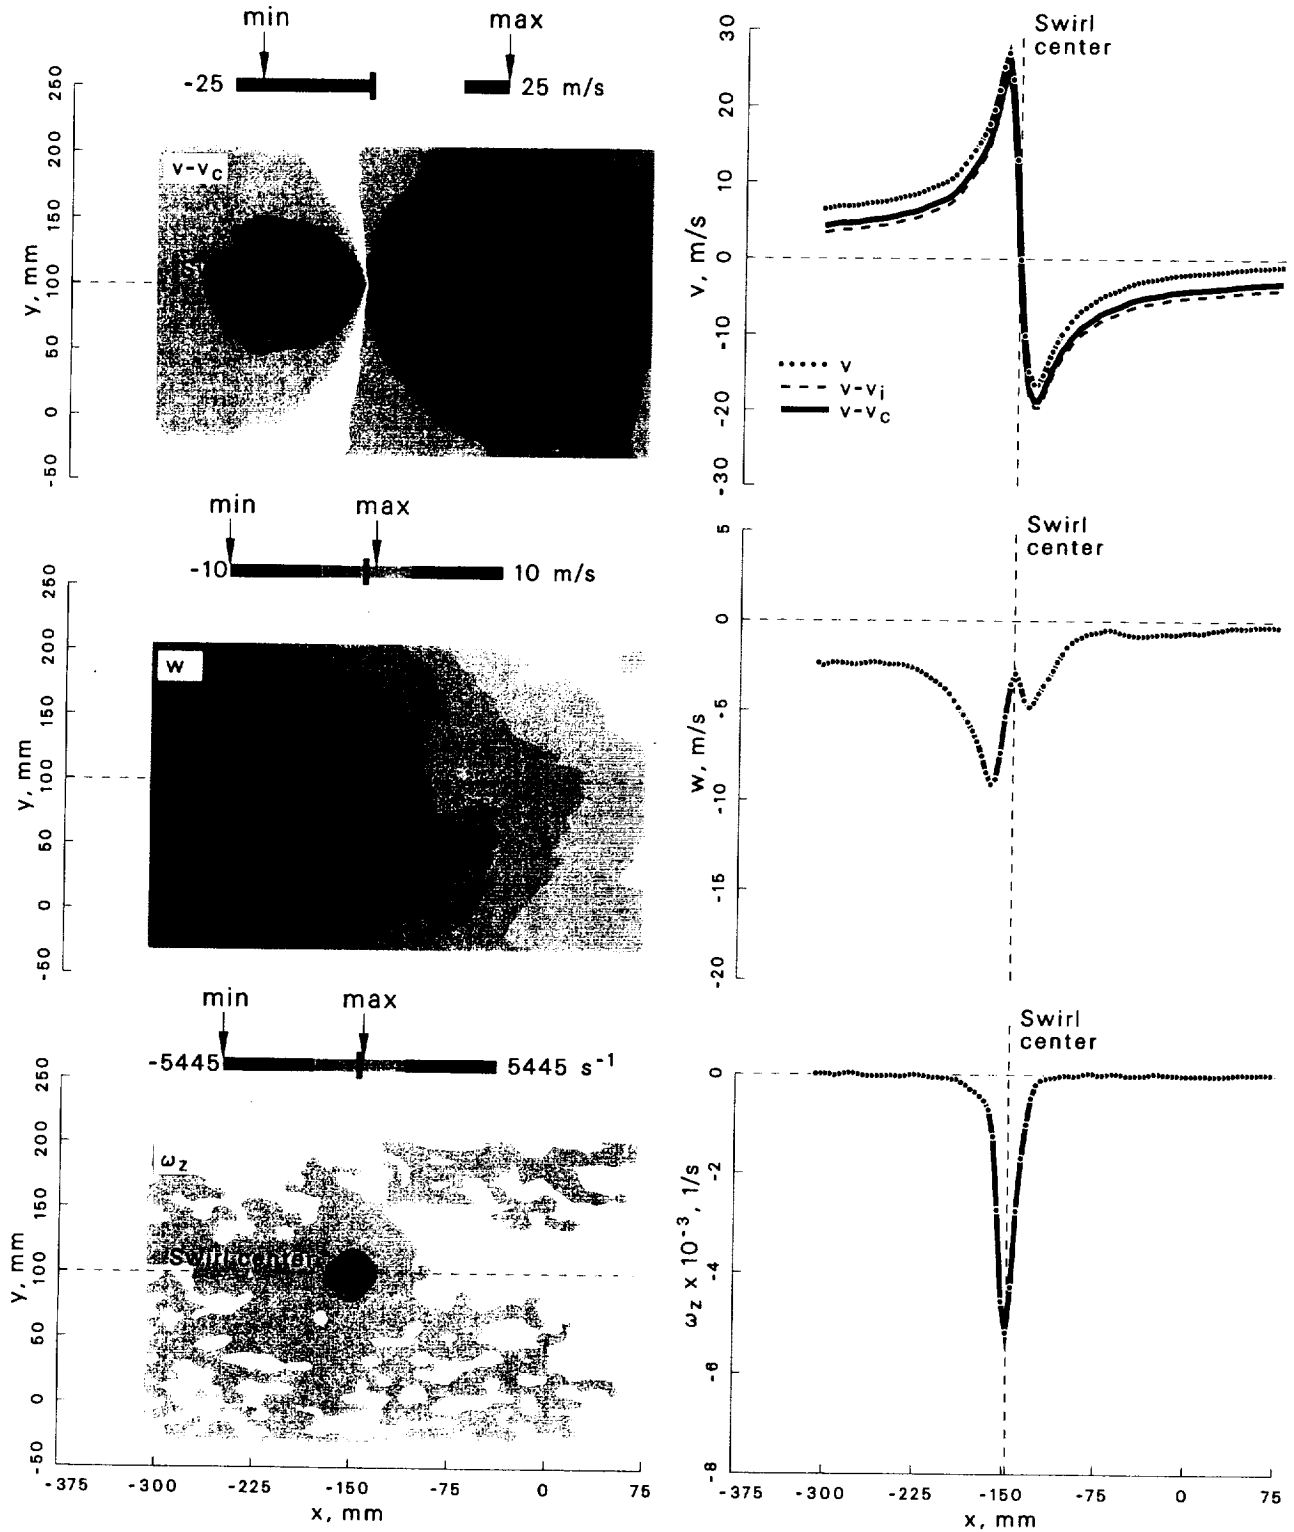 min
max
-25
25 m/s
v-vc
y, mm
250
200
150
100
50
0
-50
min
max
-10
10 m/s
w
y, mm
250
200
150
100
50
0
-50
min
max
-5445
5445 s⁻¹
ωz
Swirl center
y, mm
250
200
150
100
50
0
-50
-375 -300 -225 -150 -75 0 75
x, mm
Swirl
center
v, m/s
30
20
10
0
-10
-20
-30
v
v-vi
v-vc
Swirl
center
w, m/s
5
0
-5
-10
-15
-20
Swirl
center
ωz x 10⁻³, 1/s
0
-2
-4
-6
-8
-375 -300 -225 -150 -75 0 75
x, mm